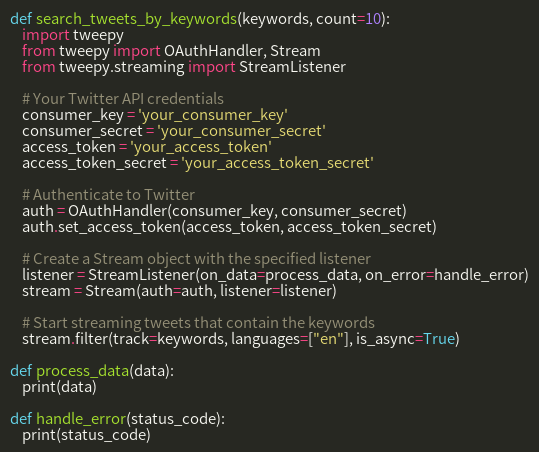 def search_tweets_by_keywords(keywords, count=10):
    import tweepy
    from tweepy import OAuthHandler, Stream
    from tweepy.streaming import StreamListener

    # Your Twitter API credentials
    consumer_key = 'your_consumer_key'
    consumer_secret = 'your_consumer_secret'
    access_token = 'your_access_token'
    access_token_secret = 'your_access_token_secret'

    # Authenticate to Twitter
    auth = OAuthHandler(consumer_key, consumer_secret)
    auth.set_access_token(access_token, access_token_secret)

    # Create a Stream object with the specified listener
    listener = StreamListener(on_data=process_data, on_error=handle_error)
    stream = Stream(auth=auth, listener=listener)

    # Start streaming tweets that contain the keywords
    stream.filter(track=keywords, languages=["en"], is_async=True)

def process_data(data):
    print(data)

def handle_error(status_code):
    print(status_code)